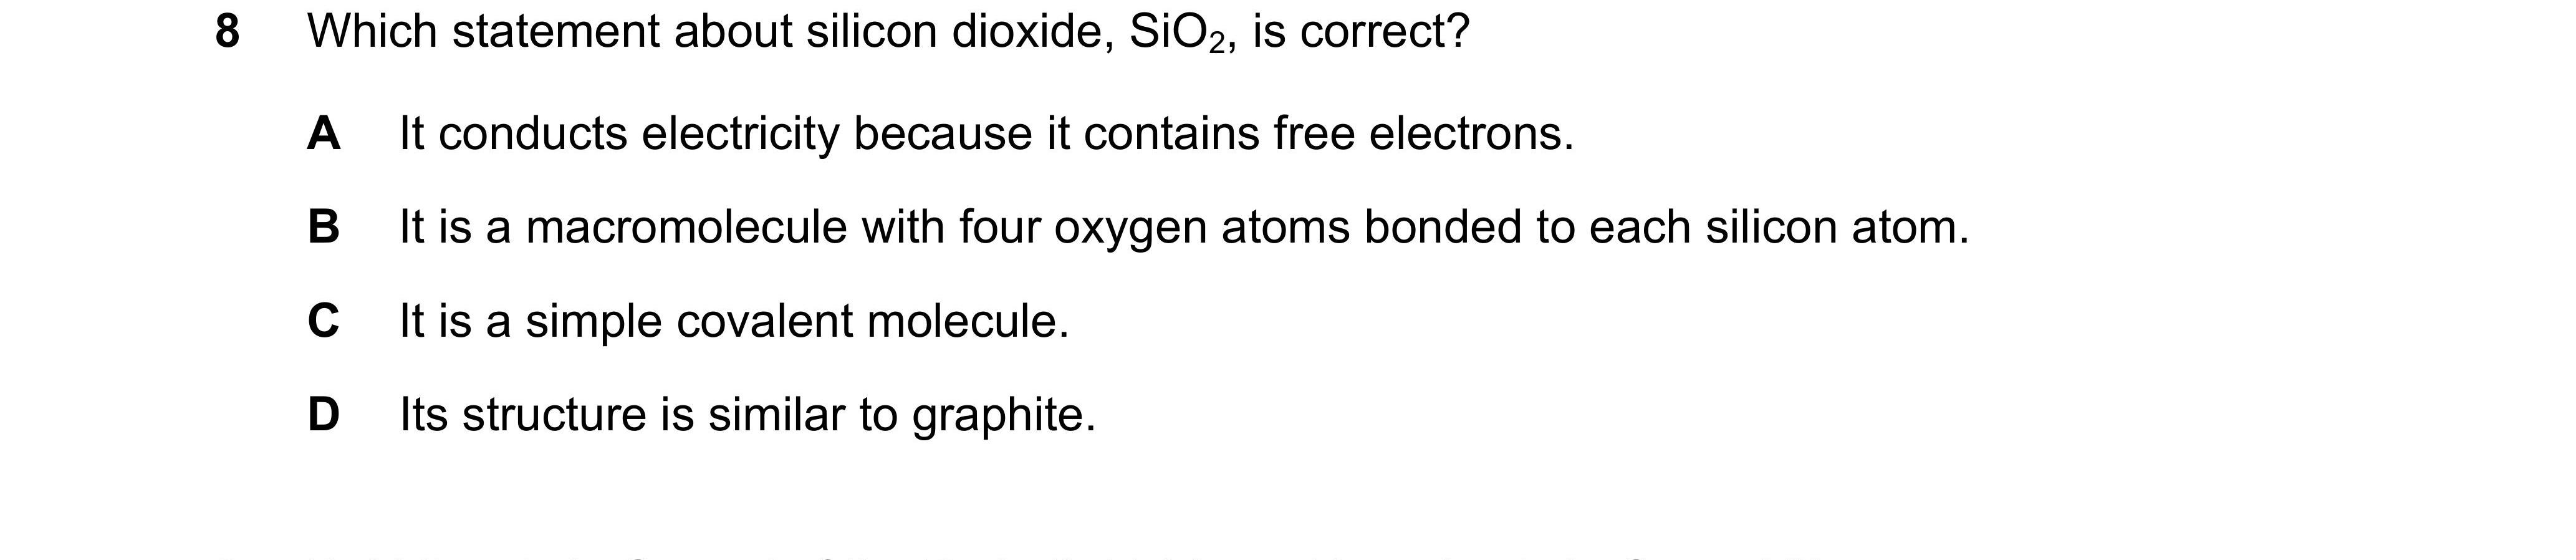 8 Which statement about silicon dioxide, SiO₂, is correct?
A It conducts electricity because it contains free electrons.
B It is a macromolecule with four oxygen atoms bonded to each silicon atom.
C It is a simple covalent molecule.
D Its structure is similar to graphite.